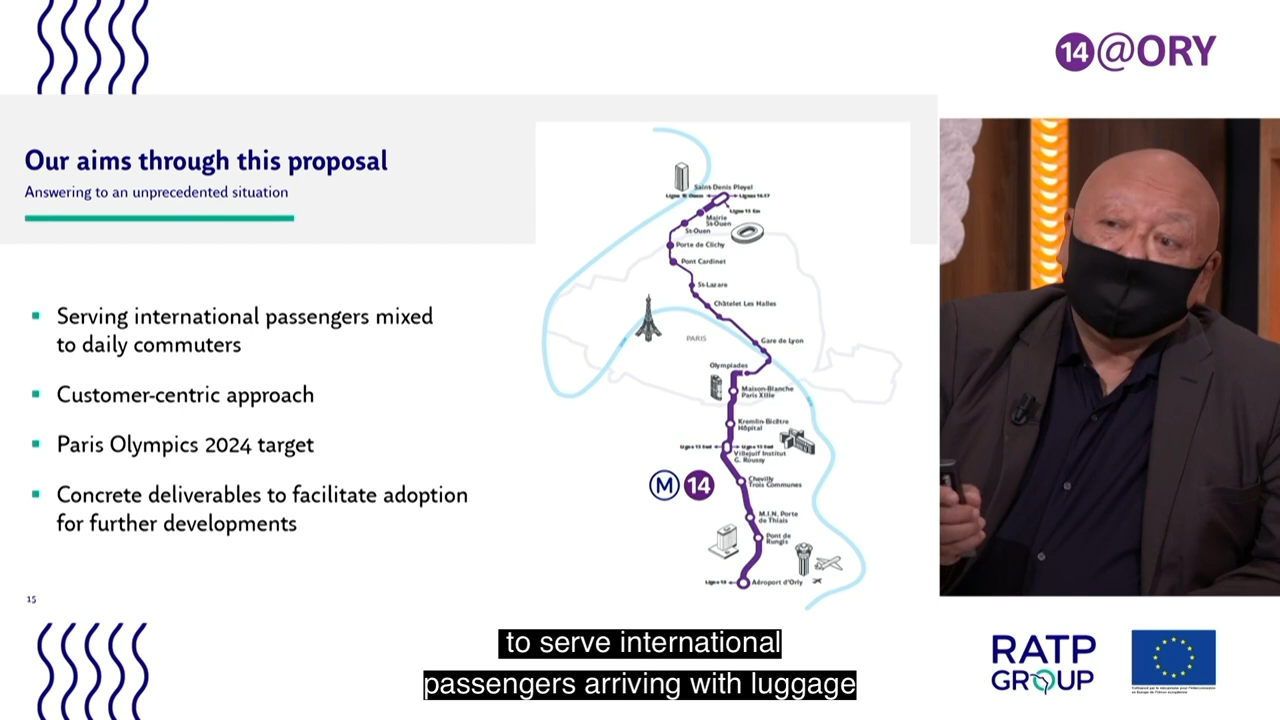 14@ORY
Our aims through this proposal
Answering to an unprecedented situation
Serving international passengers mixed
to daily commuters
Customer-centric approach
Paris Olympics 2024 target
Concrete deliverables to facilitate adoption
for further developments
15
Saint-Denis Pleyel
Mairie
St-Ouen
St-Ouen
Porte de Clichy
Pont Cardinet
St-Lazare
Châtelet Les Halles
PARIS
Gare de Lyon
Olympiades
Maison-Blanche
Paris XIIIe
Kremlin-Bicêtre
Hôpital
Villejuif Institut
G. Roussy
Chevilly
Trois Communes
M 14
M.I.N. Porte
de Thiais
Pont de
Rungis
Aéroport d'Orly
to serve international
passengers arriving with luggage
RATP
GROUP